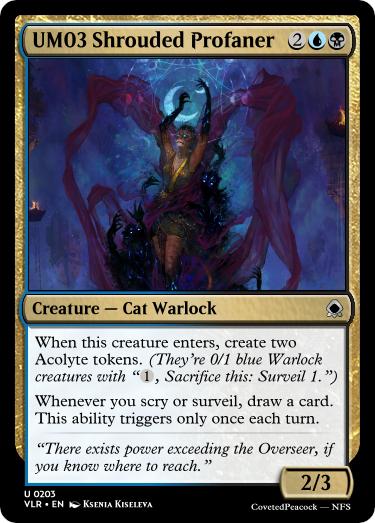 UM03 Shrouded Profaner 2
Creature — Cat Warlock
When this creature enters, create two
Acolyte tokens. (They're 0/1 blue Warlock
creatures with “1, Sacrifice this: Surveil 1.”)
Whenever you scry or surveil, draw a card.
This ability triggers only once each turn.
“There exists power exceeding the Overseer, if
you know where to reach.”
2/3
U 0203
VLR • EN Ksenia Kiseleva
CovetedPeacock — NFS